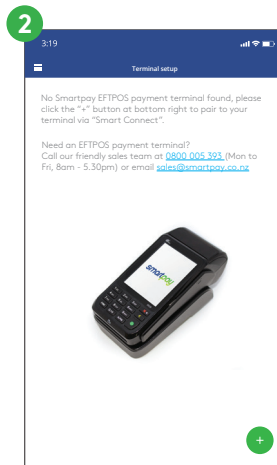 2
3:19
Terminal setup
No Smartpay EFTPOS payment terminal found, please
click the “+” button at bottom right to pair to your
terminal via “Smart Connect”.
Need an EFTPOS payment terminal?
Call our friendly sales team at 0800 005 393 (Mon to
Fri, 8am - 5.30pm) or email sales@smartpay.co.nz
smartpay
+